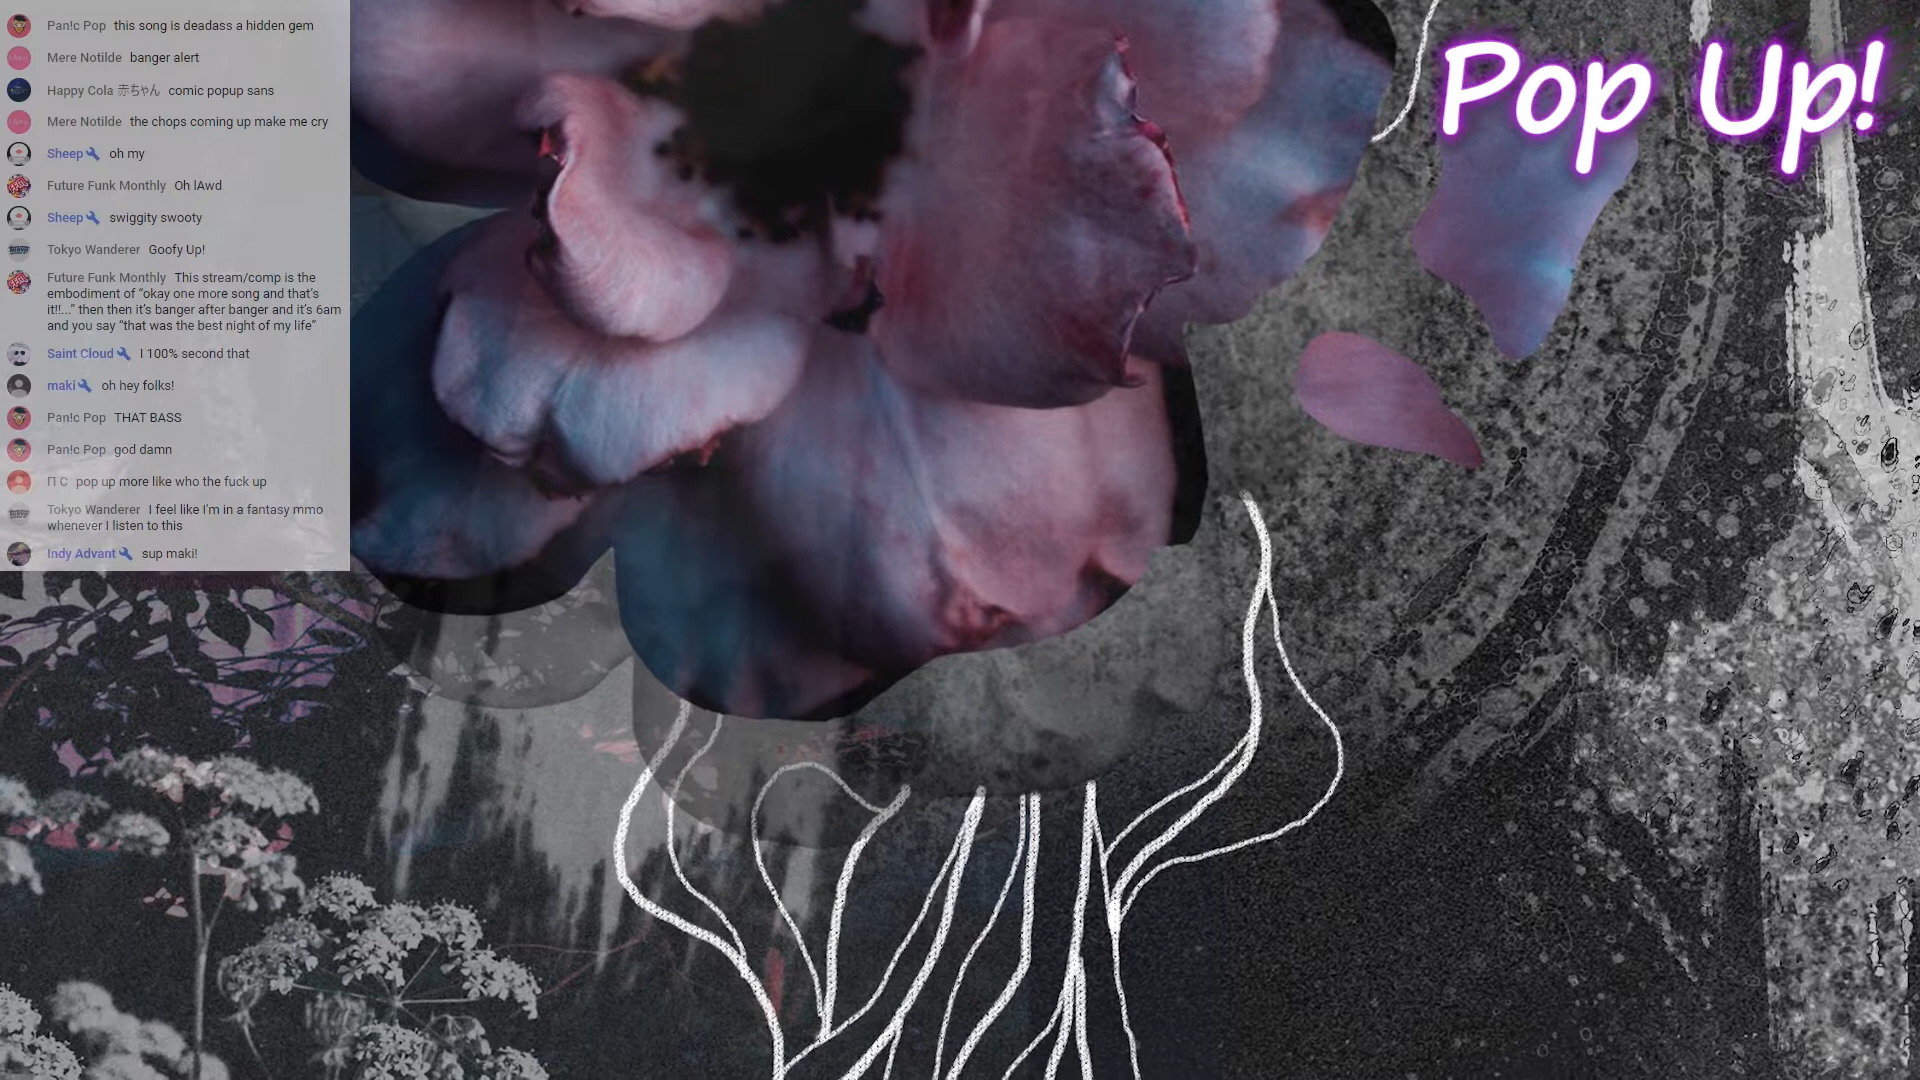 Pan!c Pop this song is deadass a hidden gem
Mere Notilde banger alert
Happy Cola 赤ちゃん comic popup sans
Mere Notilde the chops coming up make me cry
Sheep oh my
Future Funk Monthly Oh lAwd
Sheep swiggity swooty
Tokyo Wanderer Goofy Up!
Future Funk Monthly This stream/comp is the
embodiment of “okay one more song and that’s
it!!...” then then it’s banger after banger and it’s 6am
and you say “that was the best night of my life”
Saint Cloud I 100% second that
maki oh hey folks!
Pan!c Pop THAT BASS
Pan!c Pop god damn
П С pop up more like who the fuck up
Tokyo Wanderer I feel like I'm in a fantasy mmo
whenever I listen to this
Indy Advant sup maki!
Pop Up!